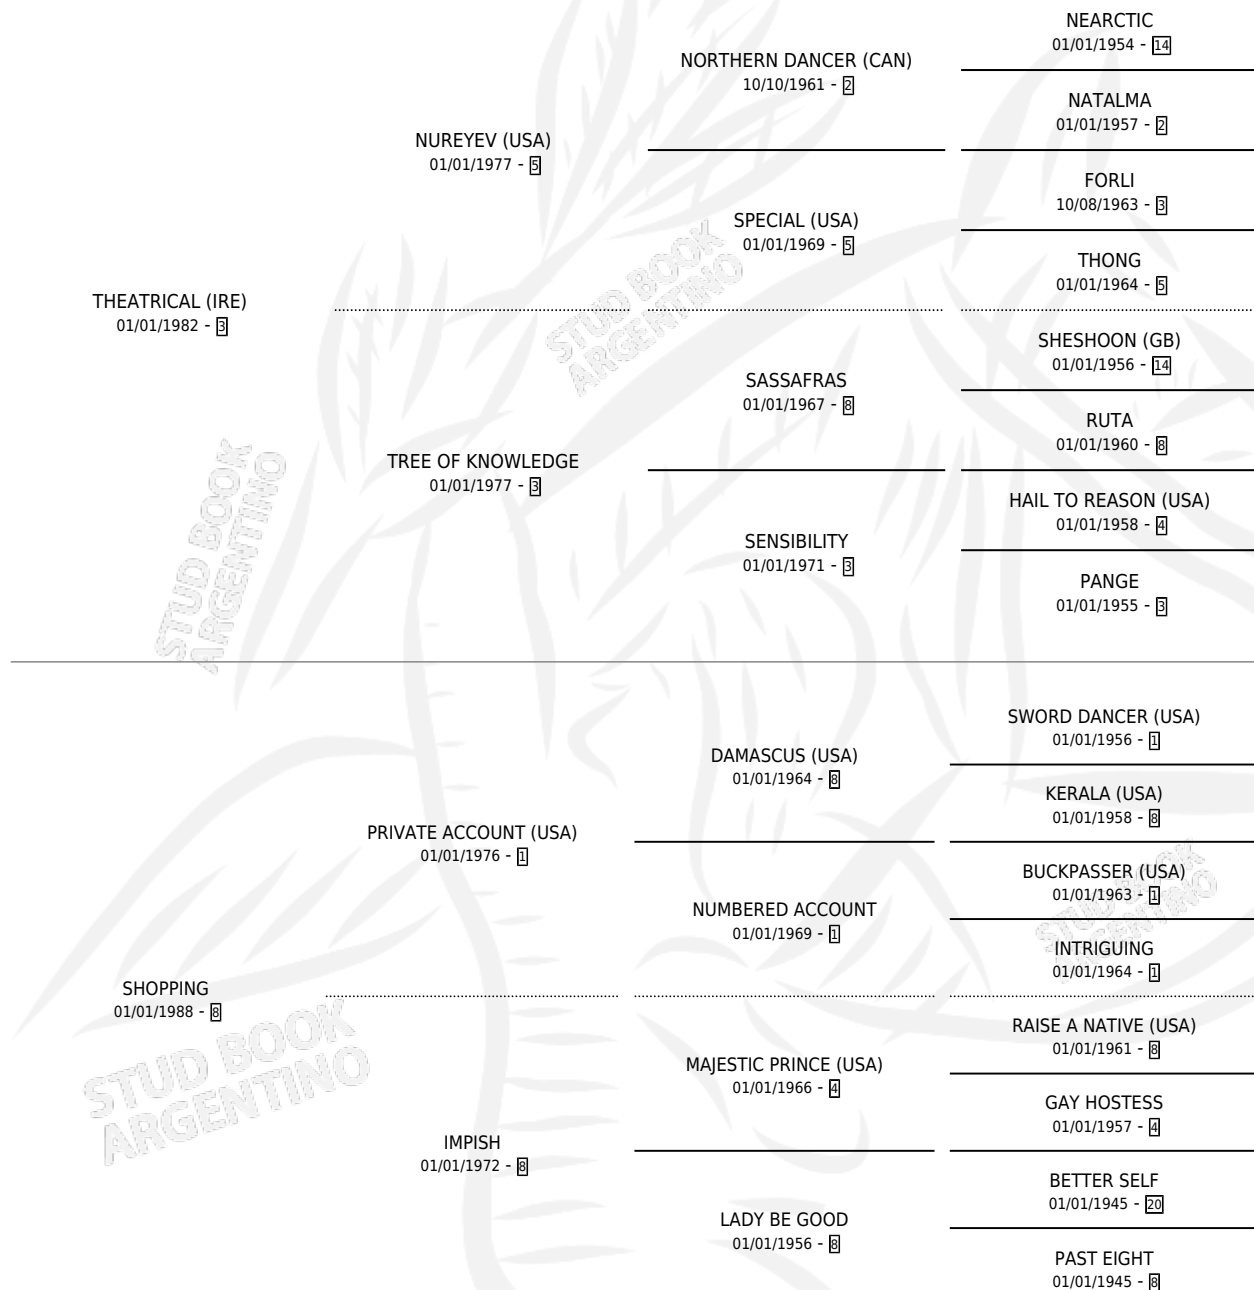 NEARCTIC
01/01/1954 - 14
NORTHERN DANCER (CAN)
10/10/1961 - 2
NATALMA
01/01/1957 - 2
NUREYEV (USA)
01/01/1977 - 5
FORLI
10/08/1963 - 3
SPECIAL (USA)
01/01/1969 - 5
THONG
01/01/1964 - 5
THEATRICAL (IRE)
01/01/1982 - 3
SHESHOON (GB)
01/01/1956 - 14
SASSAFRAS
01/01/1967 - 8
RUTA
01/01/1960 - 8
TREE OF KNOWLEDGE
01/01/1977 - 3
HAIL TO REASON (USA)
01/01/1958 - 4
SENSIBILITY
01/01/1971 - 3
PANGE
01/01/1955 - 3
SWORD DANCER (USA)
01/01/1956 - 1
DAMASCUS (USA)
01/01/1964 - 8
KERALA (USA)
01/01/1958 - 8
PRIVATE ACCOUNT (USA)
01/01/1976 - 1
BUCKPASSER (USA)
01/01/1963 - 1
NUMBERED ACCOUNT
01/01/1969 - 1
INTRIGUING
01/01/1964 - 1
SHOPPING
01/01/1988 - 8
RAISE A NATIVE (USA)
01/01/1961 - 8
MAJESTIC PRINCE (USA)
01/01/1966 - 4
GAY HOSTESS
01/01/1957 - 4
IMPISH
01/01/1972 - 8
BETTER SELF
01/01/1945 - 20
LADY BE GOOD
01/01/1956 - 8
PAST EIGHT
01/01/1945 - 8
STUD BOOK
ARGENTINO
STUD BOOK
ARGENTINO
STUD BOOK
ARGENTINO
STUD BOOK
ARGENTINO